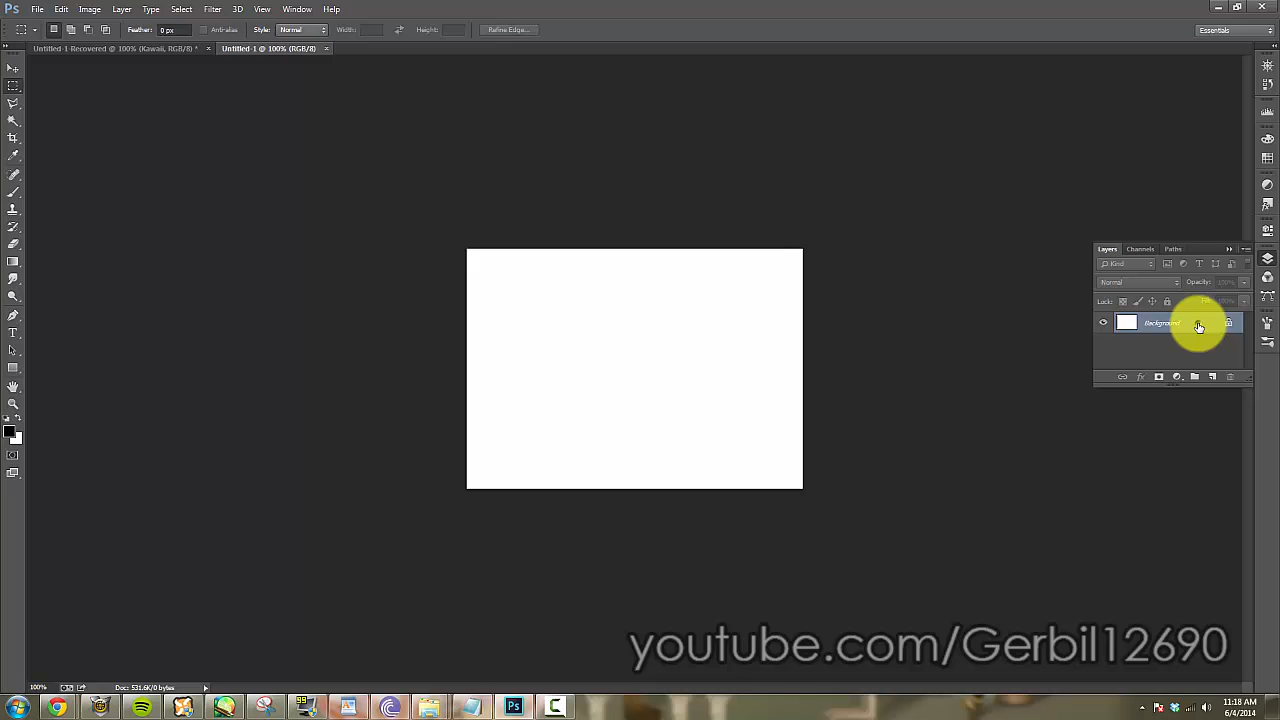 Ps File Edit Image Layer Type Select Filter 3D View Window Help
Feather: 0 px Anti-alias Style: Normal Width: Height: Refine Edge... Essentials
Untitled-1-Recovered @ 100% (Kawaii, RGB/8) * × Untitled-1 @ 100% (RGB/8) ×
Layers Channels Paths
Kind
Normal Opacity: 100%
Lock: 100%
Background
youtube.com/Gerbil12690
100% Doc: 531.6K/0 bytes
99 Ps
11:18 AM
6/4/2014